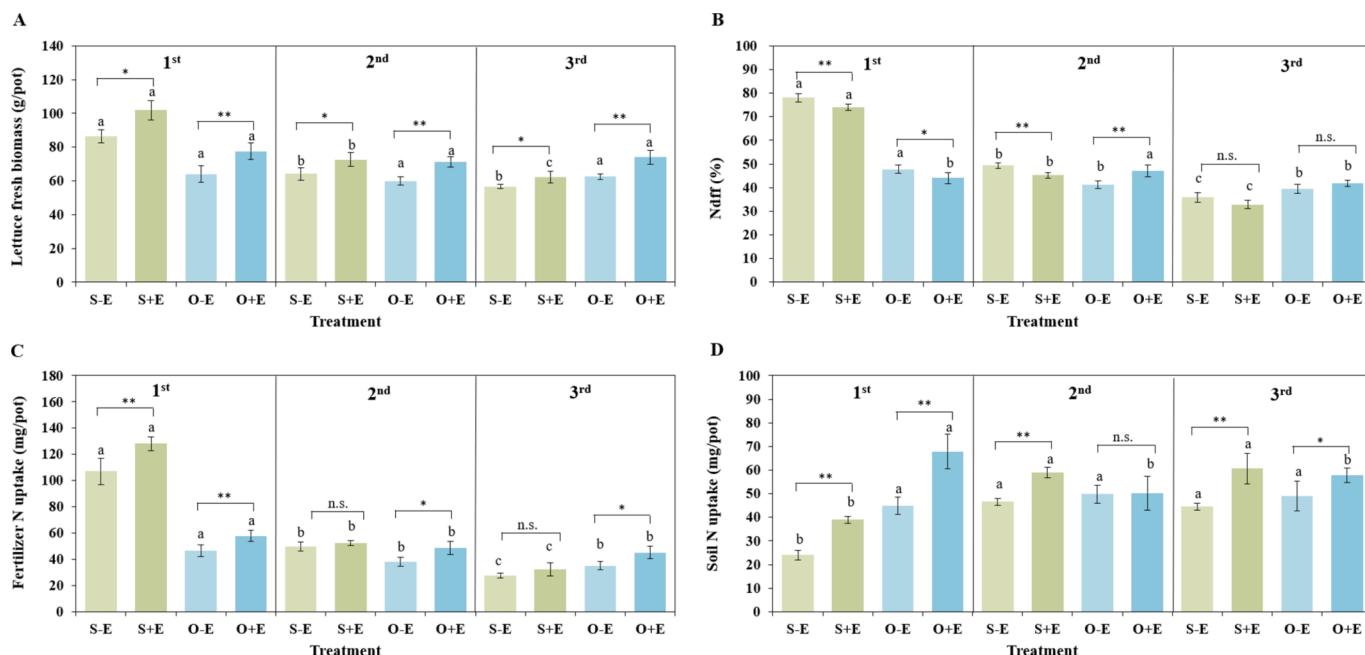 A
Lettuce fresh biomass (g/pot)
140
120
100
80
60
40
20
0
1st 2nd 3rd
* ** * ** * **
a a a a b b a a b c a a
S-E S+E O-E O+E S-E S+E O-E O+E S-E S+E O-E O+E
Treatment
B
Ndff (%)
100
90
80
70
60
50
40
30
20
10
0
1st 2nd 3rd
** * ** ** n.s. n.s.
a a a b b b b a c c b b
S-E S+E O-E O+E S-E S+E O-E O+E S-E S+E O-E O+E
Treatment
C
Fertilizer N uptake (mg/pot)
180
160
140
120
100
80
60
40
20
0
1st 2nd 3rd
** ** n.s. * n.s. *
a a a a b b b b c c b b
S-E S+E O-E O+E S-E S+E O-E O+E S-E S+E O-E O+E
Treatment
D
Soil N uptake (mg/pot)
100
90
80
70
60
50
40
30
20
10
0
1st 2nd 3rd
** ** ** n.s. ** *
b b a a a a a b a a a b
S-E S+E O-E O+E S-E S+E O-E O+E S-E S+E O-E O+E
Treatment